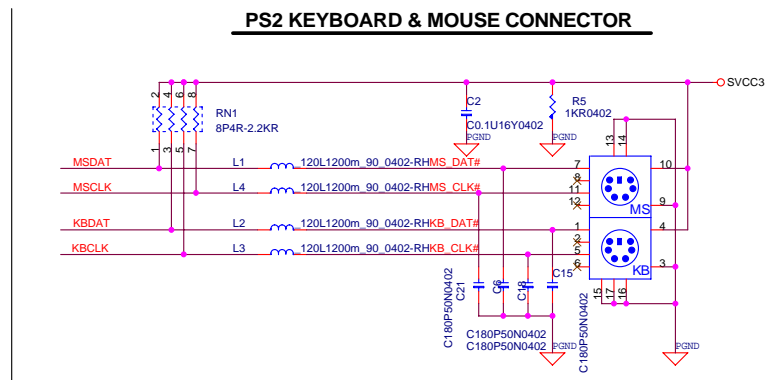 PS2 KEYBOARD & MOUSE CONNECTOR
SVCC3
2 4 6 8
RN1
8P4R-2.2KR
1 3 5 7
C2
C0.1U16Y0402
PGND
R5
1KR0402
PGND
13 14
MSDAT L1 120L1200m_90_0402-RH MS_DAT# 7 10
8
MSCLK L4 120L1200m_90_0402-RH MS_CLK# 11
12 MS 9
KBDAT L2 120L1200m_90_0402-RH KB_DAT# 1 4
2
KBCLK L3 120L1200m_90_0402-RH KB_CLK# 5
6 KB 3
15 17 16
C21
C6
C18
C15
C180P50N0402
C180P50N0402
C180P50N0402
C180P50N0402
PGND
PGND